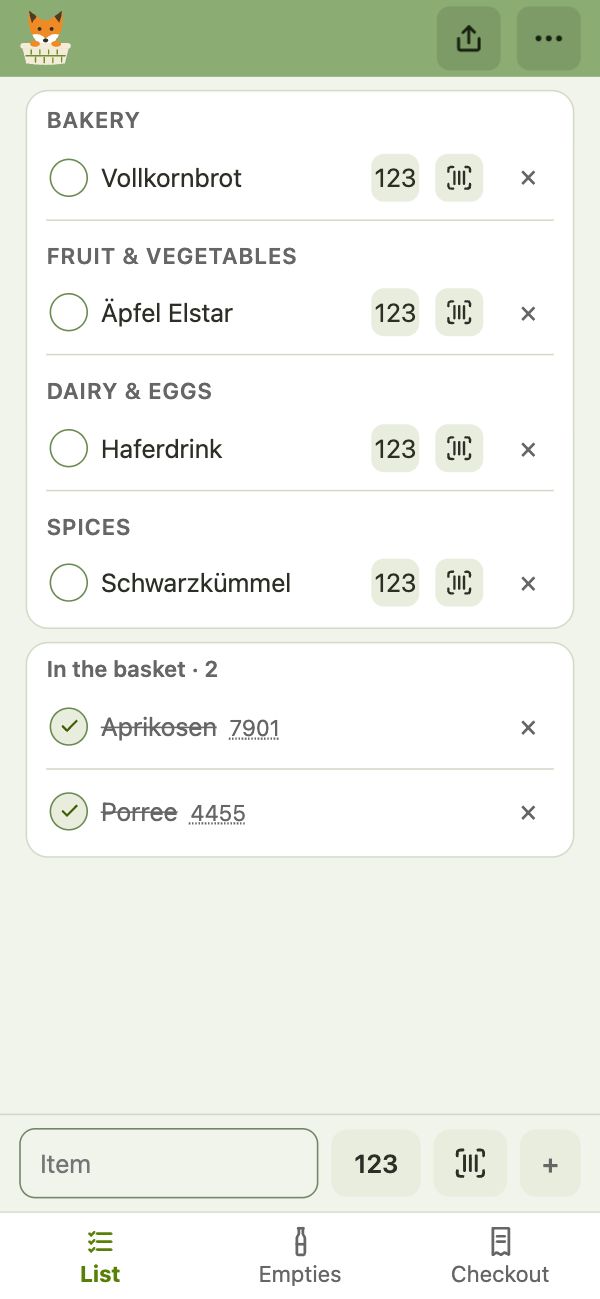 BAKERY
Vollkornbrot 123 ×
FRUIT & VEGETABLES
Äpfel Elstar 123 ×
DAIRY & EGGS
Haferdrink 123 ×
SPICES
Schwarzkümmel 123 ×
In the basket · 2
Aprikosen 7901 ×
Porree 4455 ×
Item 123 +
List Empties Checkout